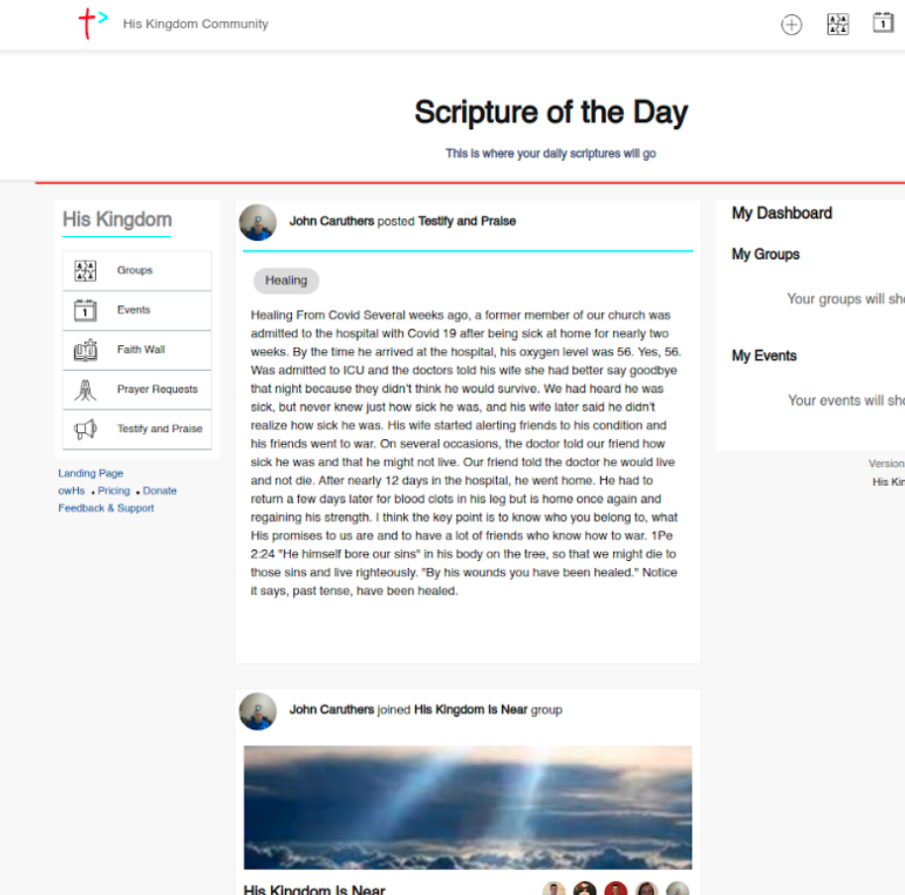 His Kingdom Community
1
Scripture of the Day
This is where your daily scriptures will go
His Kingdom
Groups
1
Events
Faith Wall
Prayer Requests
Testify and Praise
Landing Page
owHs • Pricing • Donate
Feedback & Support
John Caruthers posted Testify and Praise
Healing
Healing From Covid Several weeks ago, a former member of our church was
admitted to the hospital with Covid 19 after being sick at home for nearly two
weeks. By the time he arrived at the hospital, his oxygen level was 56. Yes, 56.
Was admitted to ICU and the doctors told his wife she had better say goodbye
that night because they didn't think he would survive. We had heard he was
sick, but never knew just how sick he was, and his wife later said he didn't
realize how sick he was. His wife started alerting friends to his condition and
his friends went to war. On several occasions, the doctor told our friend how
sick he was and that he might not live. Our friend told the doctor he would live
and not die. After nearly 12 days in the hospital, he went home. He had to
return a few days later for blood clots in his leg but is home once again and
regaining his strength. I think the key point is to know who you belong to, what
His promises to us are and to have a lot of friends who know how to war. 1Pe
2:24 "He himself bore our sins" in his body on the tree, so that we might die to
those sins and live righteously. "By his wounds you have been healed." Notice
it says, past tense, have been healed.
John Caruthers joined His Kingdom Is Near group
His Kingdom Is Near
My Dashboard
My Groups
Your groups will sho
My Events
Your events will sho
Version
His Kin